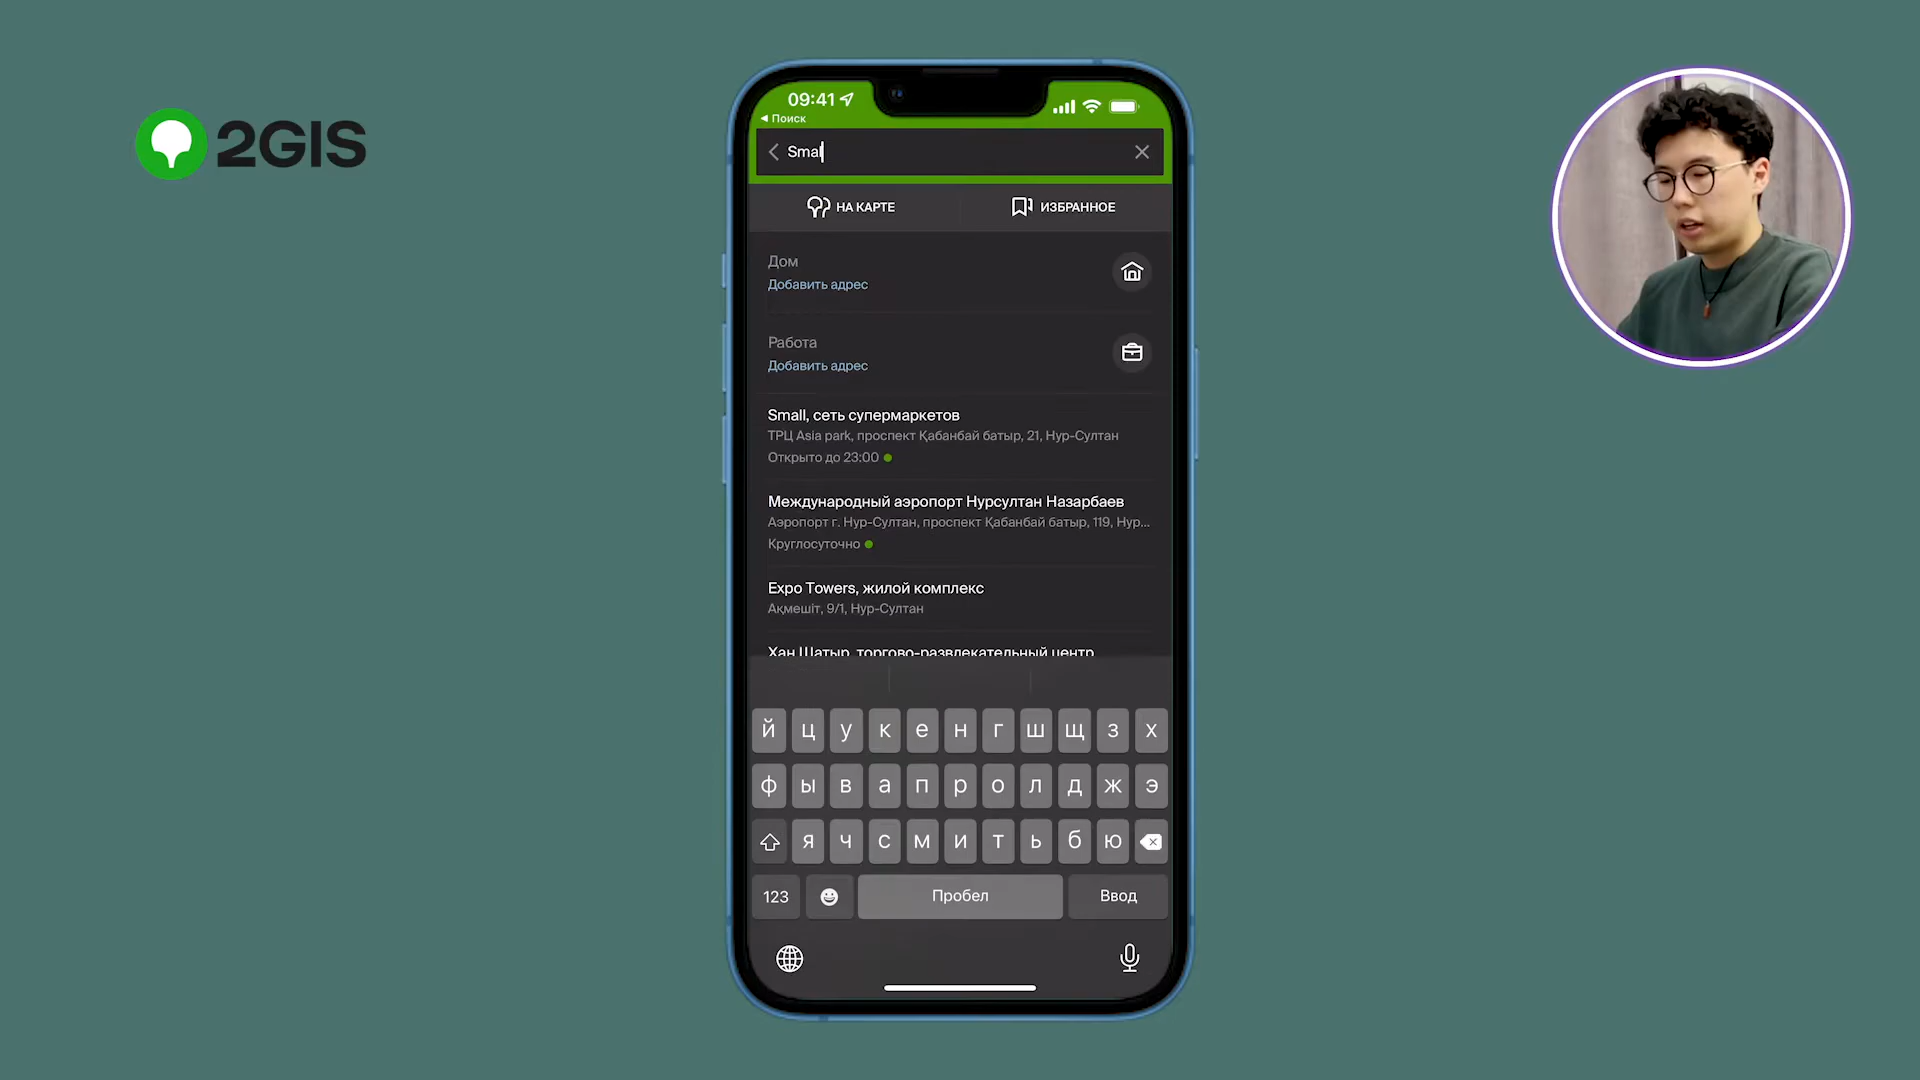 2GIS
09:41
Поиск
Smal
НА КАРТЕ
ИЗБРАННОЕ
Дом
Добавить адрес
Работа
Добавить адрес
Small, сеть супермаркетов
ТРЦ Asia park, проспект Қабанбай батыр, 21, Нур-Султан
Открыто до 23:00
Международный аэропорт Нурсултан Назарбаев
Аэропорт г. Нур-Султан, проспект Қабанбай батыр, 119, Нур...
Круглосуточно
Expo Towers, жилой комплекс
Ақмешіт, 9/1, Нур-Султан
Хан Шатыр, торгово-развлекательный центр
й ц у к е н г ш щ з х
ф ы в а п р о л д ж э
я ч с м и т ь б ю
123 Пробел Ввод